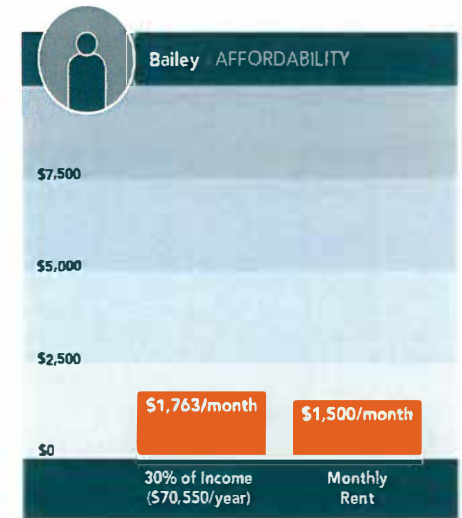 Bailey AFFORDABILITY
$7,500
$5,000
$2,500
$0
$1,763/month
$1,500/month
30% of Income
($70,550/year)
Monthly
Rent